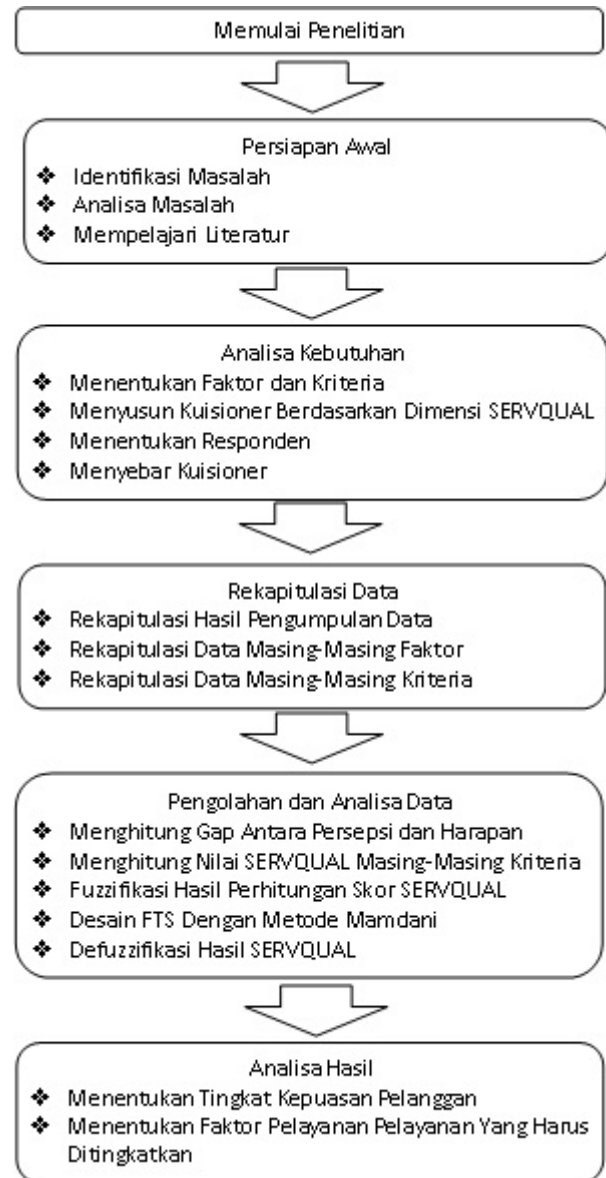 Memulai Penelitian
Persiapan Awal
❖ Identifikasi Masalah
❖ Analisa Masalah
❖ Mempelajari Literatur
Analisa Kebutuhan
❖ Menentukan Faktor dan Kriteria
❖ Menyusun Kuisioner Berdasarkan Dimensi SERVQUAL
❖ Menentukan Responden
❖ Menyebar Kuisioner
Rekapitulasi Data
❖ Rekapitulasi Hasil Pengumpulan Data
❖ Rekapitulasi Data Masing-Masing Faktor
❖ Rekapitulasi Data Masing-Masing Kriteria
Pengolahan dan Analisa Data
❖ Menghitung Gap Antara Persepsi dan Harapan
❖ Menghitung Nilai SERVQUAL Masing-Masing Kriteria
❖ Fuzzifikasi Hasil Perhitungan Skor SERVQUAL
❖ Desain FTS Dengan Metode Mamdani
❖ Defuzzifikasi Hasil SERVQUAL
Analisa Hasil
❖ Menentukan Tingkat Kepuasan Pelanggan
❖ Menentukan Faktor Pelayanan Pelayanan Yang Harus
Ditingkatkan